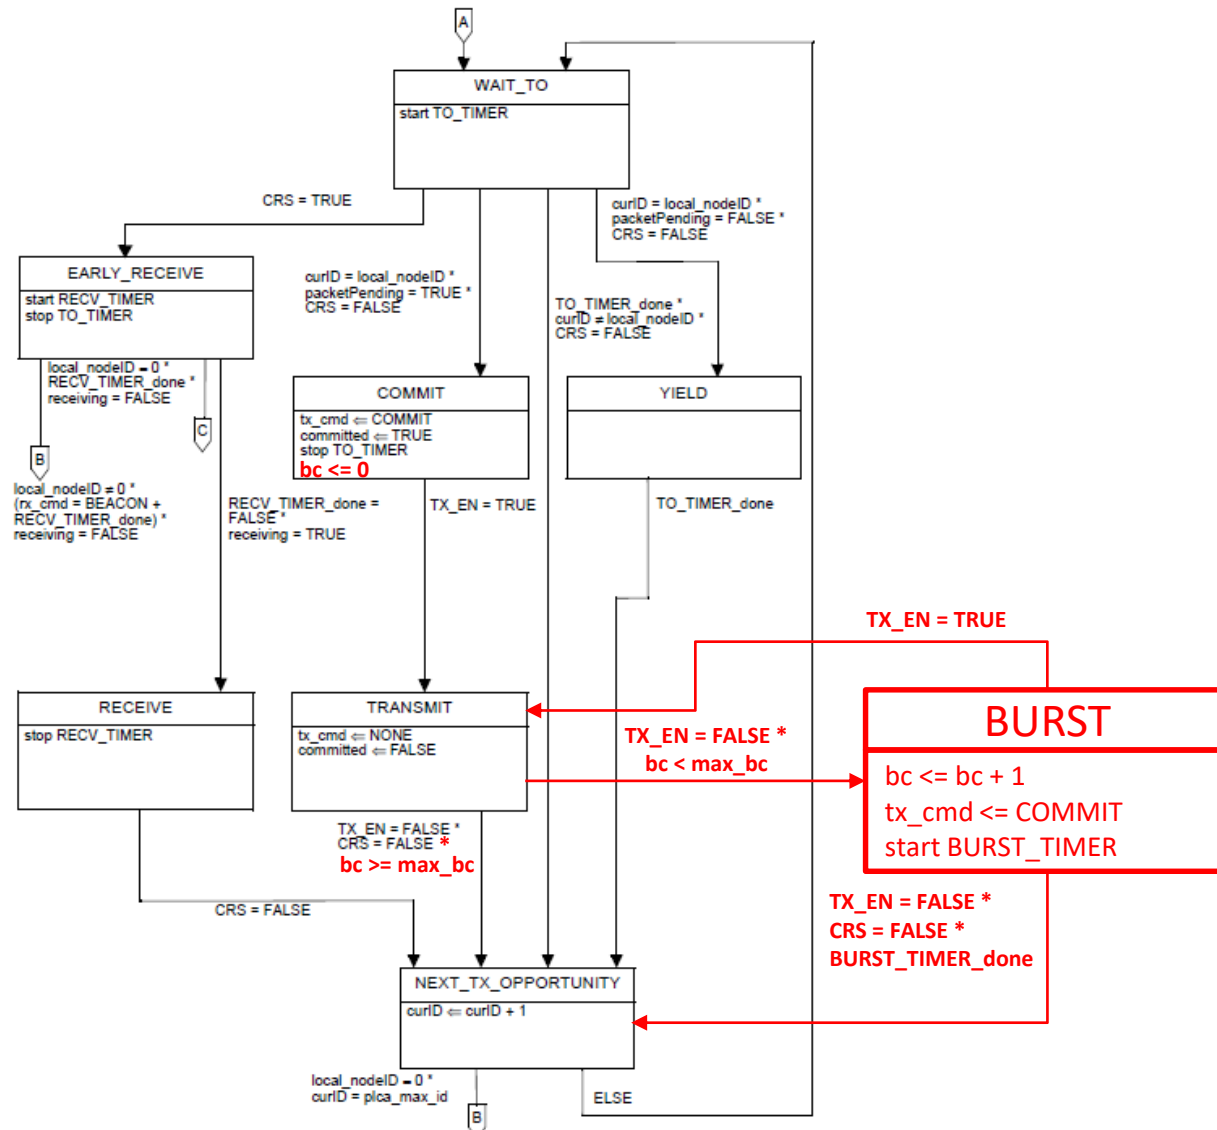 A
WAIT_TO
start TO_TIMER
CRS = TRUE
curID = local_nodeID *
packetPending = FALSE *
CRS = FALSE
EARLY_RECEIVE
start RECV_TIMER
stop TO_TIMER
curID = local_nodeID *
packetPending = TRUE *
CRS = FALSE
TO_TIMER_done *
curID ≠ local_nodeID *
CRS = FALSE
local_nodeID = 0 *
RECV_TIMER_done *
receiving = FALSE
C
B
COMMIT
tx_cmd ⇐ COMMIT
committed ⇐ TRUE
stop TO_TIMER
bc <= 0
YIELD
local_nodeID ≠ 0 *
(rx_cmd = BEACON +
RECV_TIMER_done) *
receiving = FALSE
RECV_TIMER_done =
FALSE *
receiving = TRUE
TX_EN = TRUE
TO_TIMER_done
TX_EN = TRUE
RECEIVE
stop RECV_TIMER
TRANSMIT
tx_cmd ⇐ NONE
committed ⇐ FALSE
TX_EN = FALSE *
bc < max_bc
BURST
bc <= bc + 1
tx_cmd <= COMMIT
start BURST_TIMER
TX_EN = FALSE *
CRS = FALSE *
bc >= max_bc
CRS = FALSE
TX_EN = FALSE *
CRS = FALSE *
BURST_TIMER_done
NEXT_TX_OPPORTUNITY
curID ⇐ curID + 1
local_nodeID = 0 *
curID = plca_max_id
B
ELSE